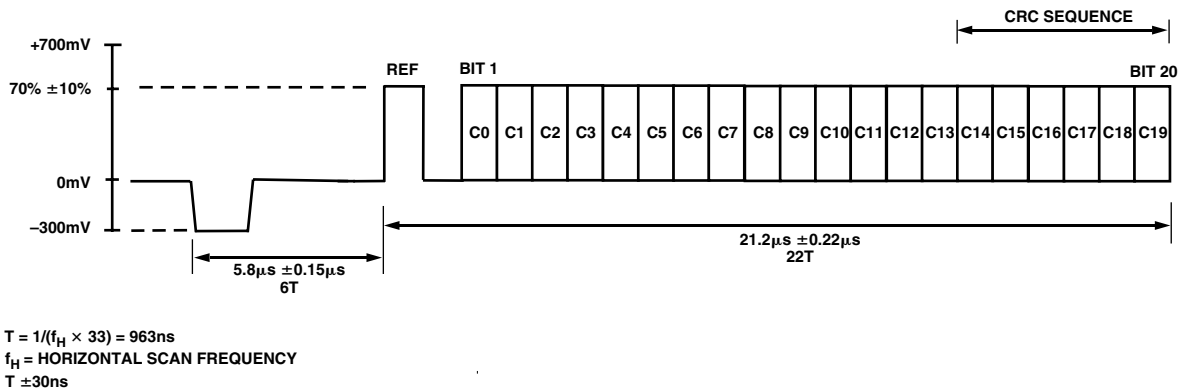 CRC SEQUENCE
+700mV
REF
BIT 1
BIT 20
70% ±10%
C0 C1 C2 C3 C4 C5 C6 C7 C8 C9 C10 C11 C12 C13 C14 C15 C16 C17 C18 C19
0mV
–300mV
21.2μs ±0.22μs
22T
5.8μs ±0.15μs
6T
T = 1/(fH × 33) = 963ns
fH = HORIZONTAL SCAN FREQUENCY
T ±30ns